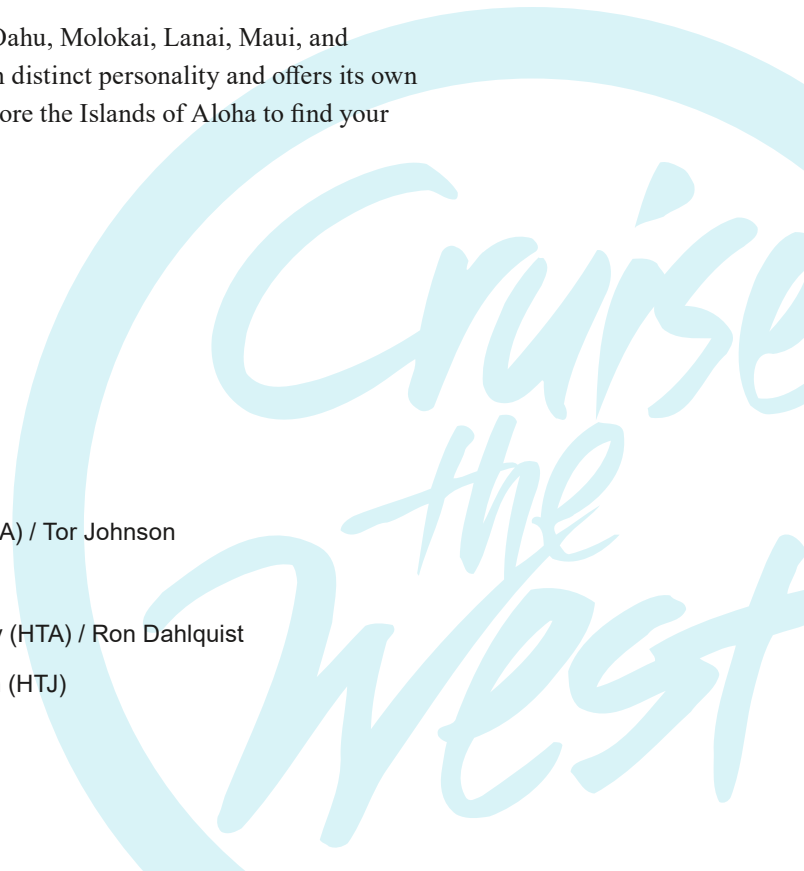 Oahu, Molokai, Lanai, Maui, and
distinct personality and offers its own
ore the Islands of Aloha to find your
Cruise
the
West
A) / Tor Johnson
(HTA) / Ron Dahlquist
(HTJ)